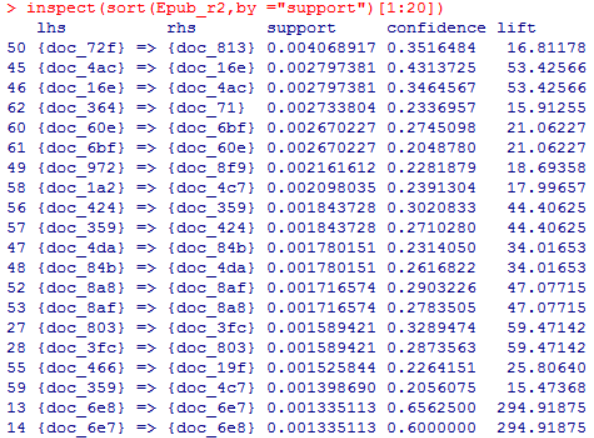 > inspect(sort(Epub_r2,by ="support")[1:20])
lhs rhs support confidence lift
50 {doc_72f} => {doc_813} 0.004068917 0.3516484 16.81178
45 {doc_4ac} => {doc_16e} 0.002797381 0.4313725 53.42566
46 {doc_16e} => {doc_4ac} 0.002797381 0.3464567 53.42566
62 {doc_364} => {doc_71} 0.002733804 0.2336957 15.91255
60 {doc_60e} => {doc_6bf} 0.002670227 0.2745098 21.06227
61 {doc_6bf} => {doc_60e} 0.002670227 0.2048780 21.06227
49 {doc_972} => {doc_8f9} 0.002161612 0.2281879 18.69358
58 {doc_1a2} => {doc_4c7} 0.002098035 0.2391304 17.99657
56 {doc_424} => {doc_359} 0.001843728 0.3020833 44.40625
57 {doc_359} => {doc_424} 0.001843728 0.2710280 44.40625
47 {doc_4da} => {doc_84b} 0.001780151 0.2314050 34.01653
48 {doc_84b} => {doc_4da} 0.001780151 0.2616822 34.01653
52 {doc_8a8} => {doc_8af} 0.001716574 0.2903226 47.07715
53 {doc_8af} => {doc_8a8} 0.001716574 0.2783505 47.07715
27 {doc_803} => {doc_3fc} 0.001589421 0.3289474 59.47142
28 {doc_3fc} => {doc_803} 0.001589421 0.2873563 59.47142
55 {doc_466} => {doc_19f} 0.001525844 0.2264151 25.80640
59 {doc_359} => {doc_4c7} 0.001398690 0.2056075 15.47368
13 {doc_6e8} => {doc_6e7} 0.001335113 0.6562500 294.91875
14 {doc_6e7} => {doc_6e8} 0.001335113 0.6000000 294.91875